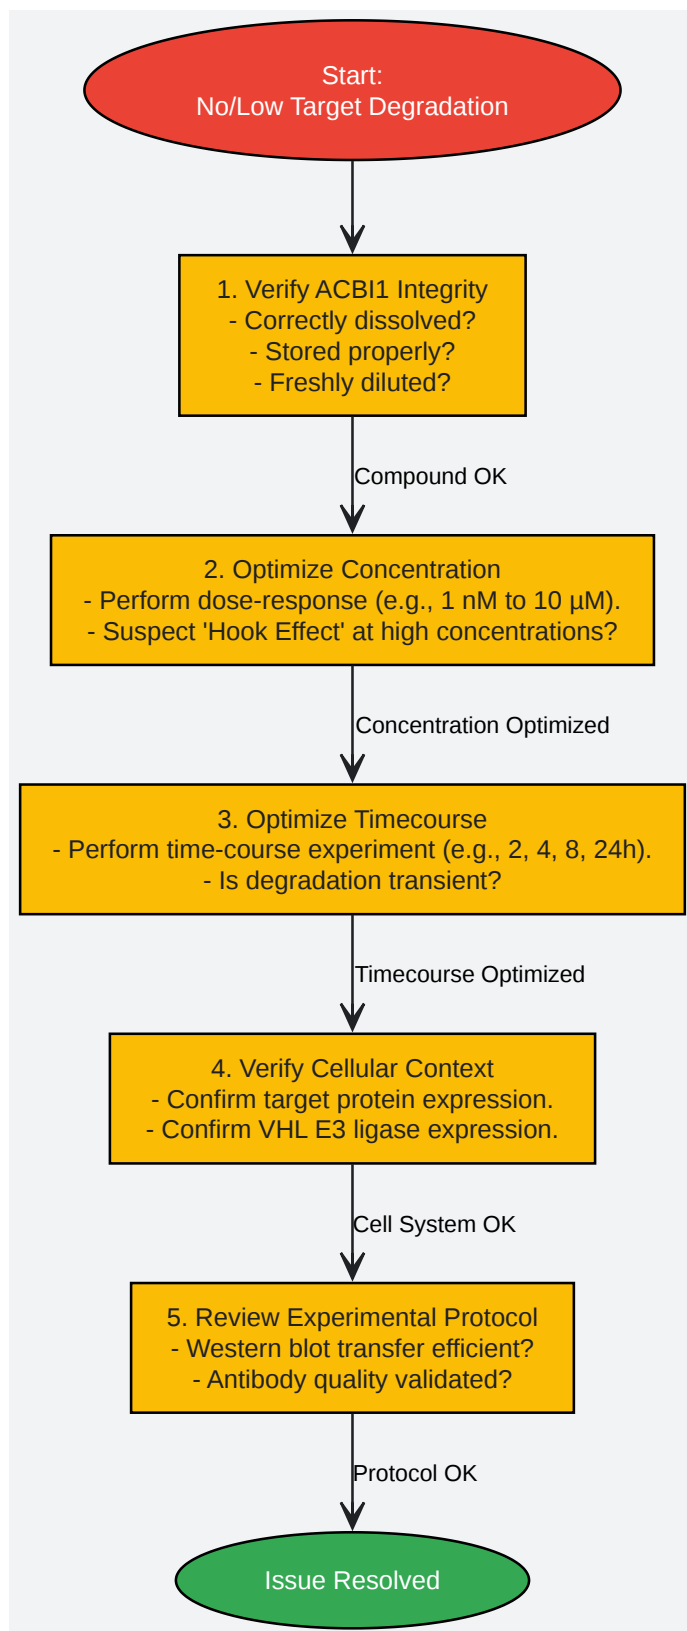 Start:
No/Low Target Degradation
1. Verify ACBI1 Integrity
- Correctly dissolved?
- Stored properly?
- Freshly diluted?
Compound OK
2. Optimize Concentration
- Perform dose-response (e.g., 1 nM to 10 µM).
- Suspect 'Hook Effect' at high concentrations?
Concentration Optimized
3. Optimize Timecourse
- Perform time-course experiment (e.g., 2, 4, 8, 24h).
- Is degradation transient?
Timecourse Optimized
4. Verify Cellular Context
- Confirm target protein expression.
- Confirm VHL E3 ligase expression.
Cell System OK
5. Review Experimental Protocol
- Western blot transfer efficient?
- Antibody quality validated?
Protocol OK
Issue Resolved